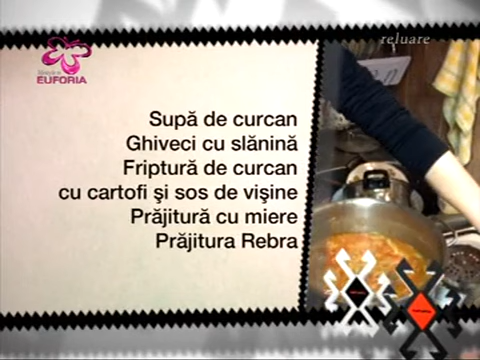 reluare
EUFORIA
Supă de curcan
Ghiveci cu slănină
Friptură de curcan
cu cartofi şi sos de vişine
Prăjitură cu miere
Prăjitura Rebra